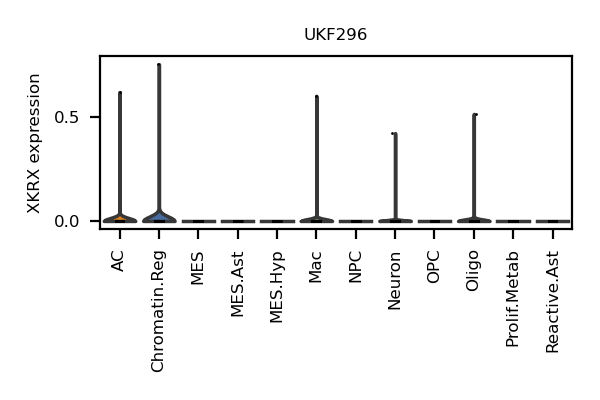 UKF296
XKRX expression
0.5
0.0
AC
Chromatin.Reg
MES
MES.Ast
MES.Hyp
Mac
NPC
Neuron
OPC
Oligo
Prolif.Metab
Reactive.Ast